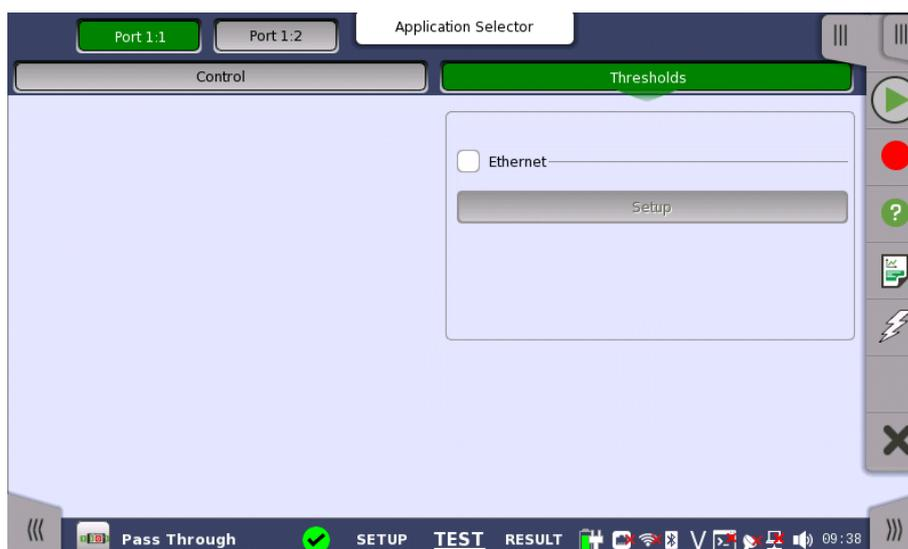 Port 1:1 Port 1:2 Application Selector
Control Thresholds
Ethernet
Setup
Pass Through SETUP TEST RESULT 09:38